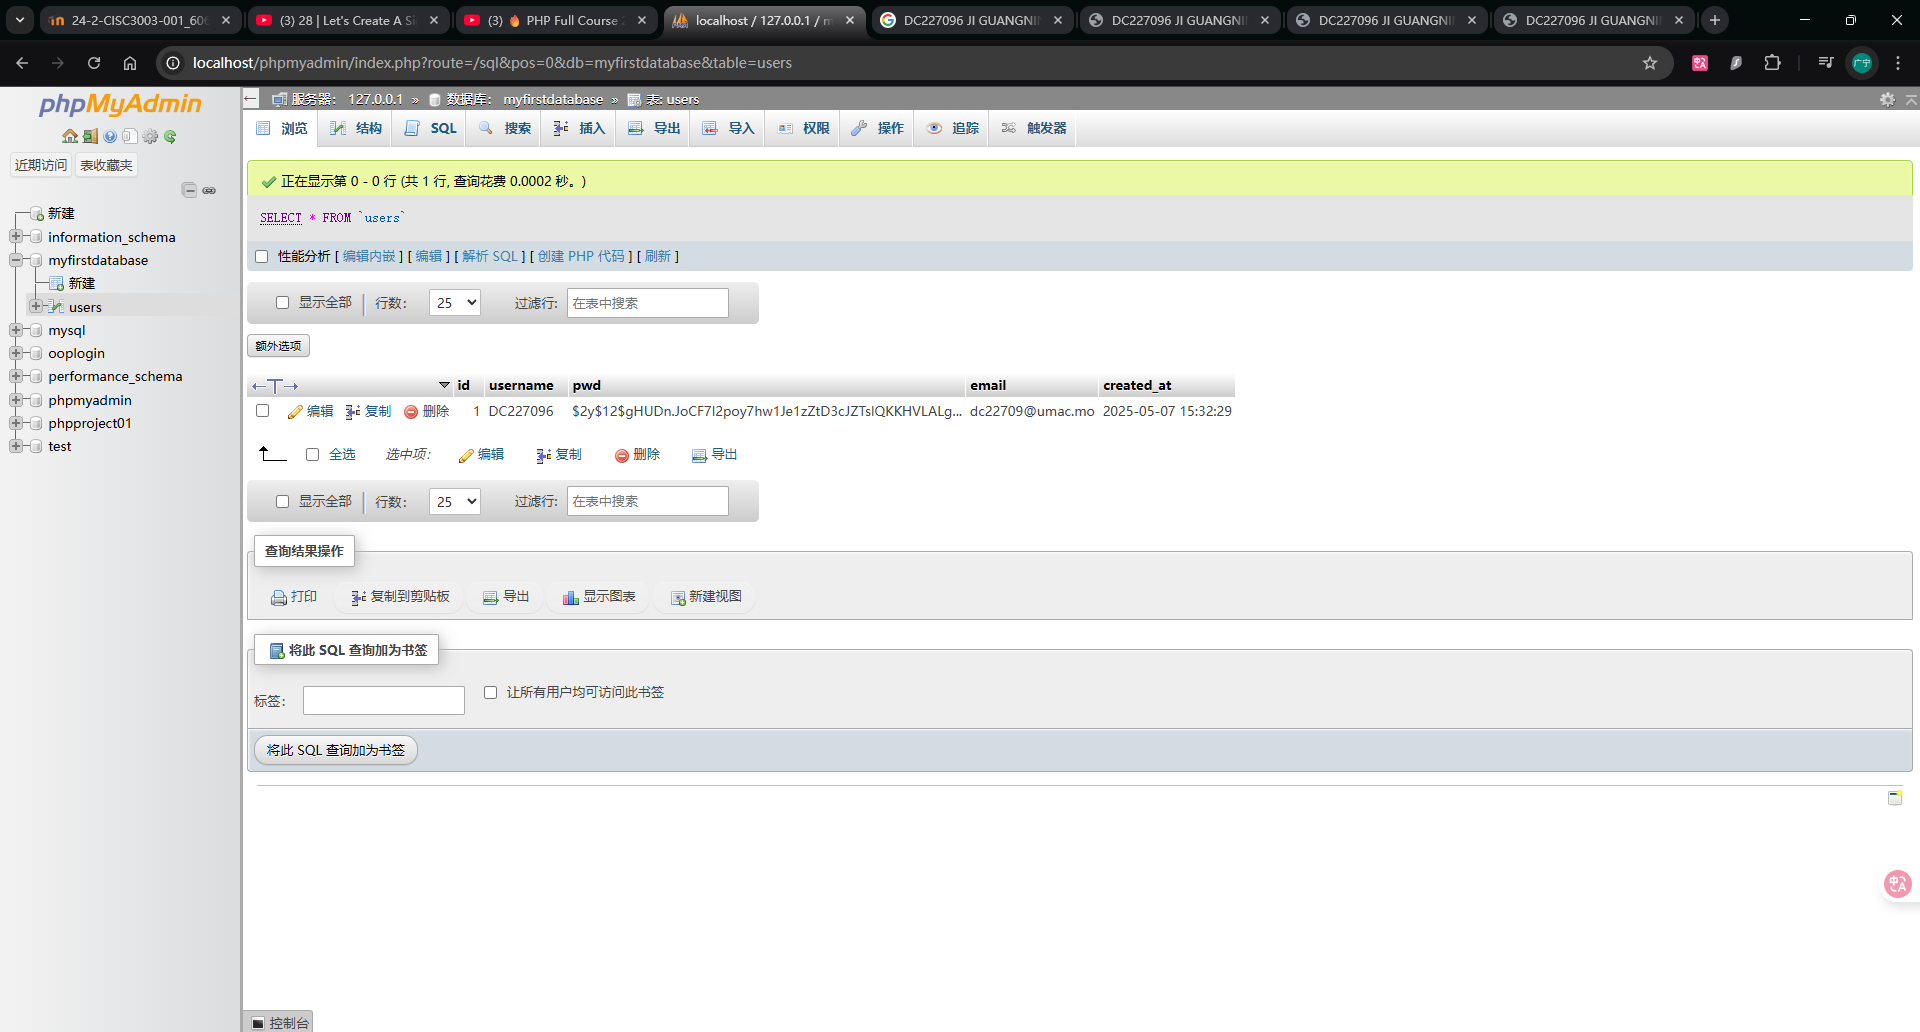 24-2-CISC3003-001_606
(3) 28 | Let's Create A Si
(3) 🔥 PHP Full Course
localhost / 127.0.0.1 / m
DC227096 JI GUANGNI
DC227096 JI GUANGNI
DC227096 JI GUANGNI
DC227096 JI GUANGNI
localhost/phpmyadmin/index.php?route=/sql&pos=0&db=myfirstdatabase&table=users
广宁
phpMyAdmin
近期访问 表收藏夹
新建
information_schema
myfirstdatabase
新建
users
mysql
ooplogin
performance_schema
phpmyadmin
phpproject01
test
服务器: 127.0.0.1 » 数据库: myfirstdatabase » 表: users
浏览 结构 SQL 搜索 插入 导出 导入 权限 操作 追踪 触发器
正在显示第 0 - 0 行 (共 1 行, 查询花费 0.0002 秒。)
SELECT * FROM `users`
性能分析 [ 编辑内嵌 ] [ 编辑 ] [ 解析 SQL ] [ 创建 PHP 代码 ] [ 刷新 ]
显示全部 行数: 25 过滤行: 在表中搜索
额外选项
←T→ id username pwd email created_at
编辑 复制 删除 1 DC227096 $2y$12$gHUDn.JoCF7l2poy7hw1Je1zZtD3cJZTslQKKHVLALg... dc22709@umac.mo 2025-05-07 15:32:29
全选 选中项: 编辑 复制 删除 导出
显示全部 行数: 25 过滤行: 在表中搜索
查询结果操作
打印 复制到剪贴板 导出 显示图表 新建视图
将此 SQL 查询加为书签
标签: 让所有用户均可访问此书签
将此 SQL 查询加为书签
控制台